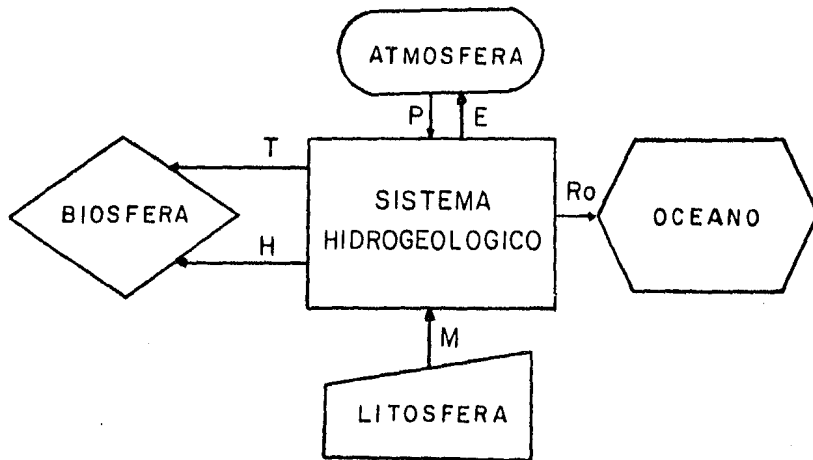 ATMOSFERA
P E
T
BIOSFERA
H
SISTEMA
HIDROGEOLOGICO
Ro
OCEANO
M
LITOSFERA